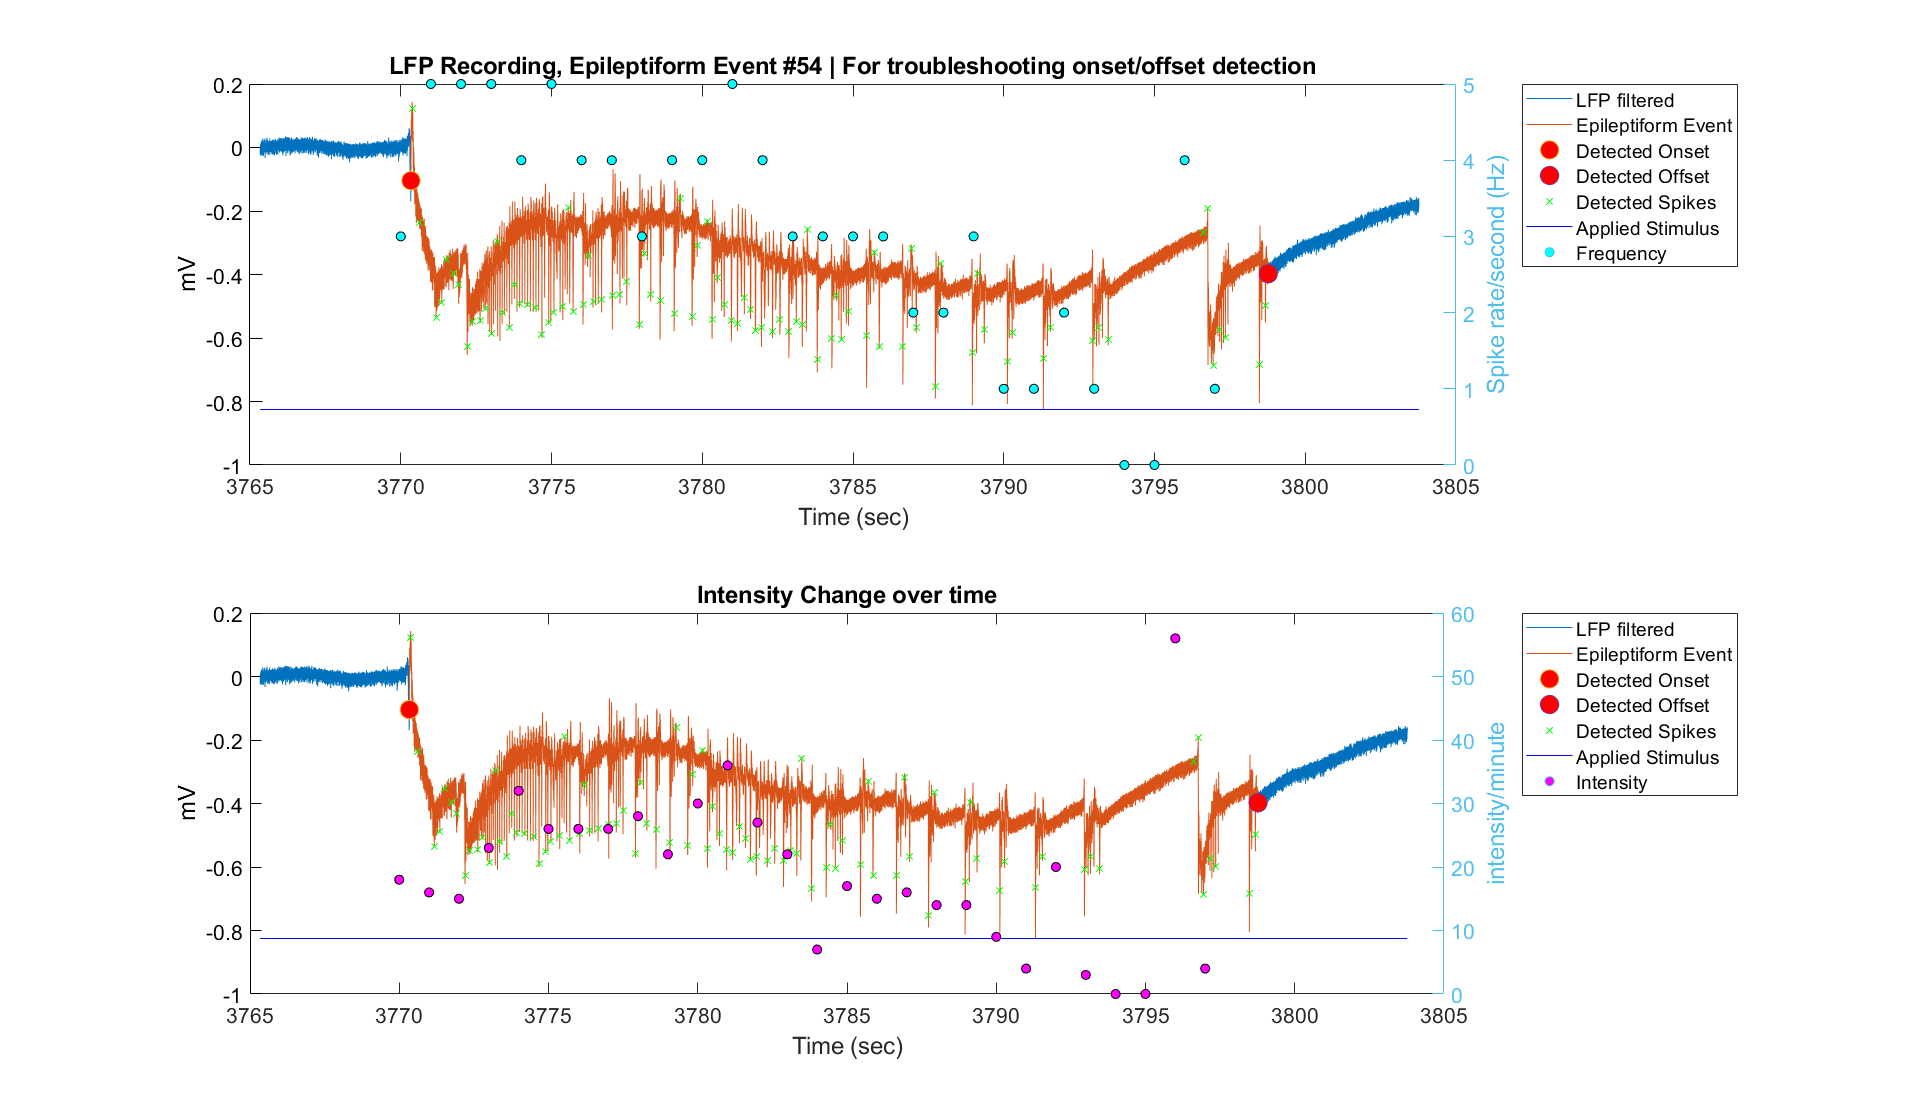 LFP Recording, Epileptiform Event #54 | For troubleshooting onset/offset detection
0.2
0
-0.2
-0.4
-0.6
-0.8
-1
mV
3765
3770
3775
3780
3785
3790
3795
3800
3805
Time (sec)
5
4
3
2
1
0
Spike rate/second (Hz)
LFP filtered
Epileptiform Event
Detected Onset
Detected Offset
Detected Spikes
Applied Stimulus
Frequency
Intensity Change over time
0.2
0
-0.2
-0.4
-0.6
-0.8
-1
mV
3765
3770
3775
3780
3785
3790
3795
3800
3805
Time (sec)
60
50
40
30
20
10
0
intensity/minute
LFP filtered
Epileptiform Event
Detected Onset
Detected Offset
Detected Spikes
Applied Stimulus
Intensity